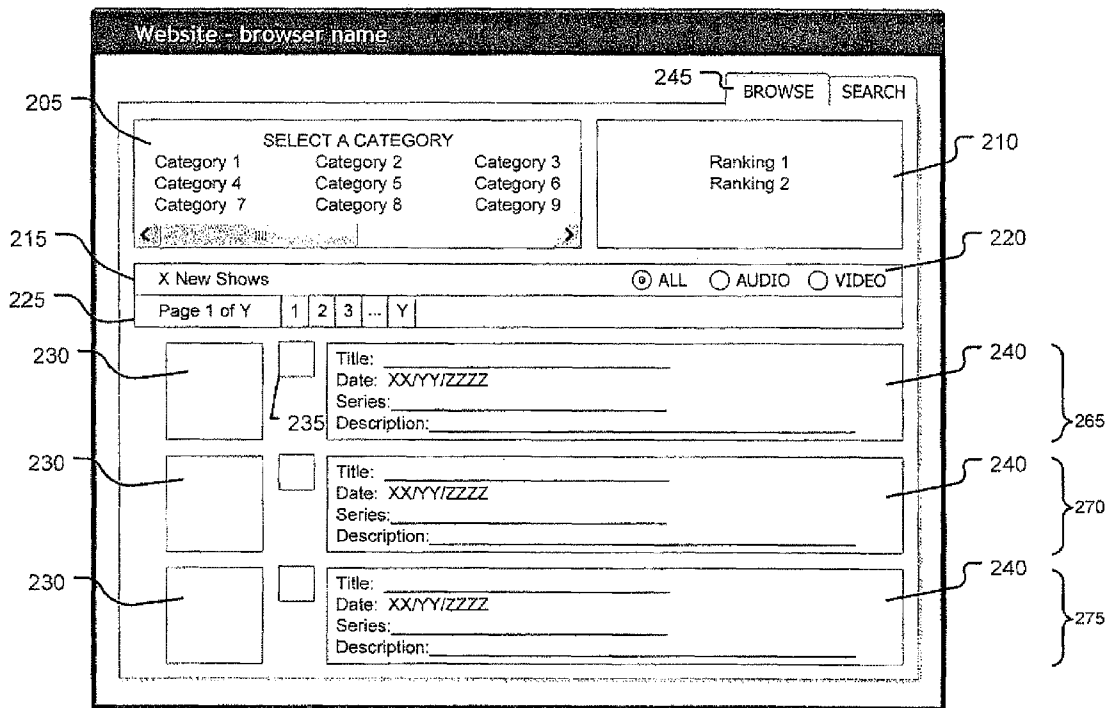 Website - browser name
245
BROWSE
SEARCH
205
SELECT A CATEGORY
Category 1 Category 2 Category 3
Category 4 Category 5 Category 6
Category 7 Category 8 Category 9
Ranking 1
Ranking 2
210
215
X New Shows
ALL AUDIO VIDEO
220
225
Page 1 of Y 1 2 3 ... Y
230
235
Title:
Date: XX/YY/ZZZZ
Series:
Description:
240
265
230
Title:
Date: XX/YY/ZZZZ
Series:
Description:
240
270
230
Title:
Date: XX/YY/ZZZZ
Series:
Description:
240
275